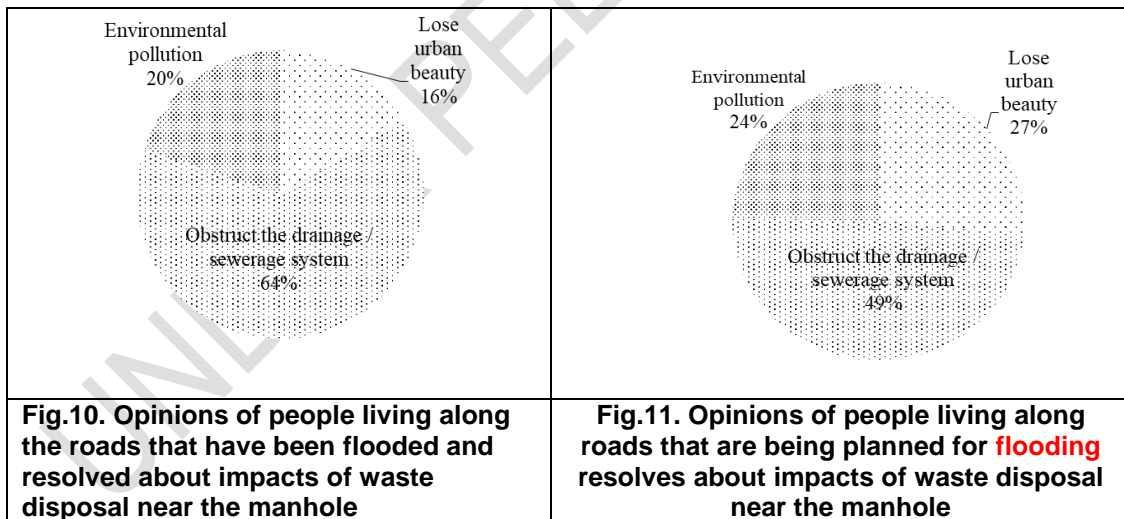 Environmental
pollution
20%
Lose
urban
beauty
16%
Obstruct the drainage /
sewerage system
64%
Environmental
pollution
24%
Lose
urban
beauty
27%
Obstruct the drainage /
sewerage system
49%
Fig.10. Opinions of people living along
the roads that have been flooded and
resolved about impacts of waste
disposal near the manhole
Fig.11. Opinions of people living along
roads that are being planned for flooding
resolves about impacts of waste disposal
near the manhole